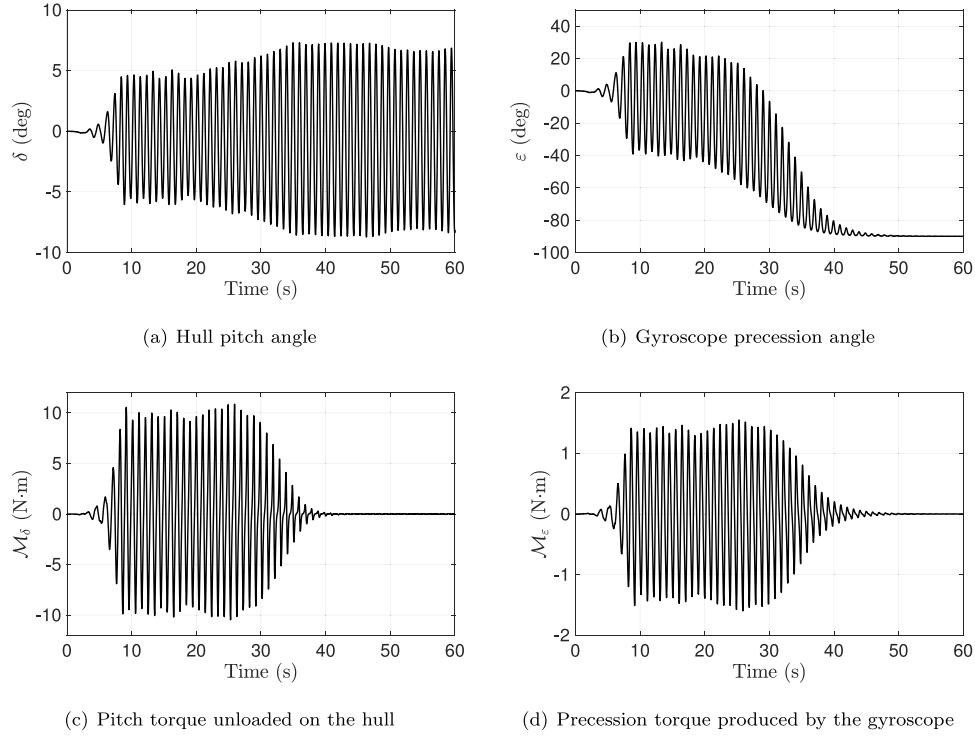 10
5
0
-5
-10
δ (deg)
0 10 20 30 40 50 60
Time (s)
(a) Hull pitch angle
40
20
0
-20
-40
-60
-80
-100
ε (deg)
0 10 20 30 40 50 60
Time (s)
(b) Gyroscope precession angle
10
5
0
-5
-10
ℳδ (N·m)
0 10 20 30 40 50 60
Time (s)
(c) Pitch torque unloaded on the hull
2
1
0
-1
-2
ℳε (N·m)
0 10 20 30 40 50 60
Time (s)
(d) Precession torque produced by the gyroscope